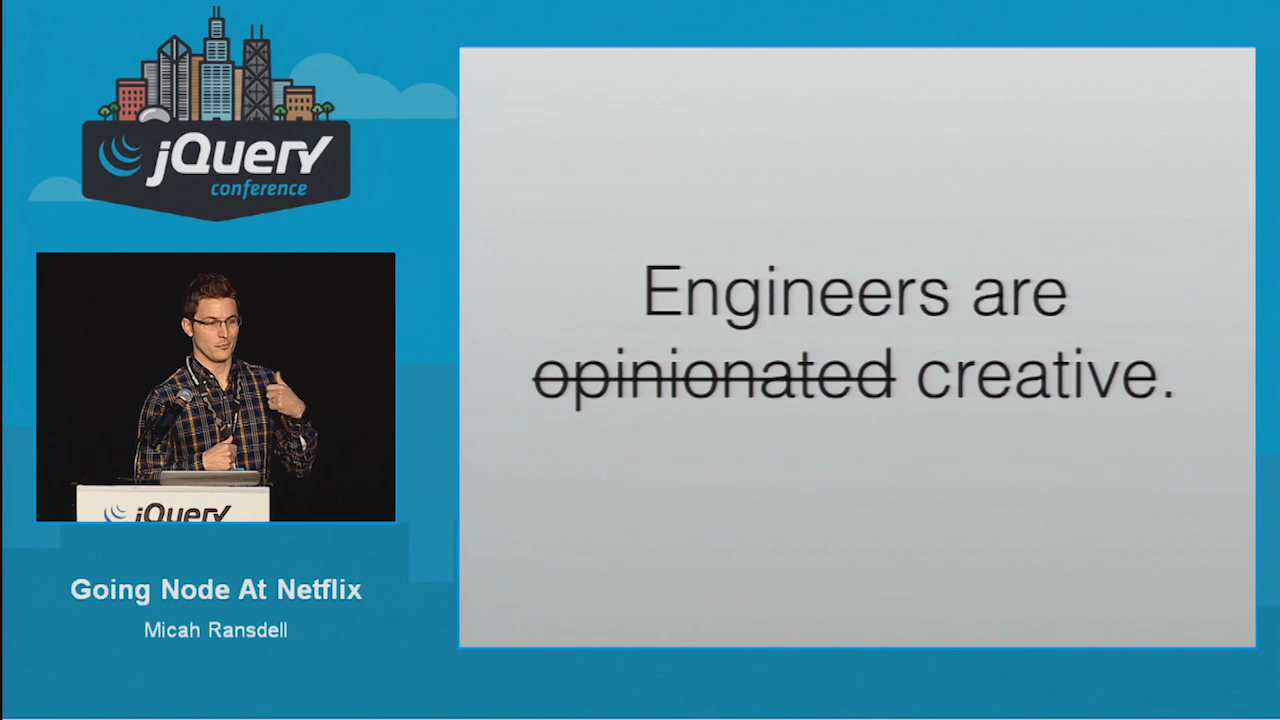 jQuery
conference
jQuery
Going Node At Netflix
Micah Ransdell
Engineers are
opinionated creative.